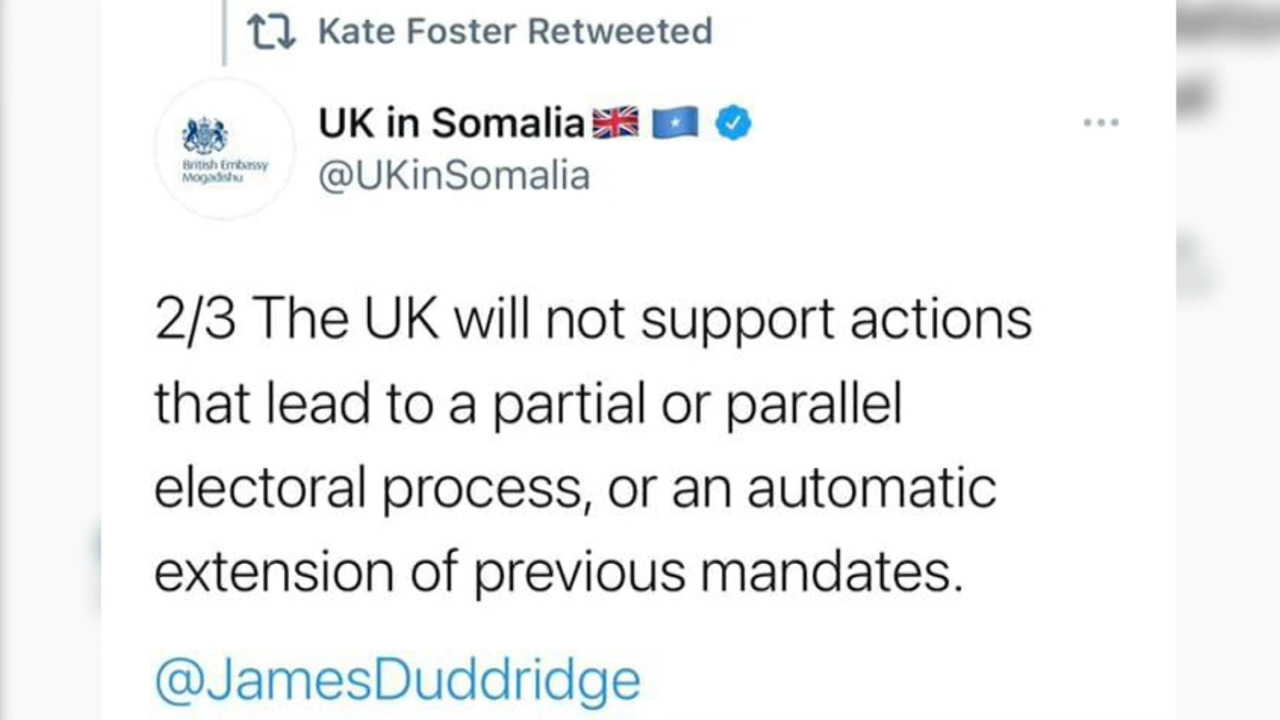 Kate Foster Retweeted
UK in Somalia🇬🇧 🇸🇴
@UKinSomalia
British Embassy
Mogadishu
2/3 The UK will not support actions
that lead to a partial or parallel
electoral process, or an automatic
extension of previous mandates.
@JamesDuddridge